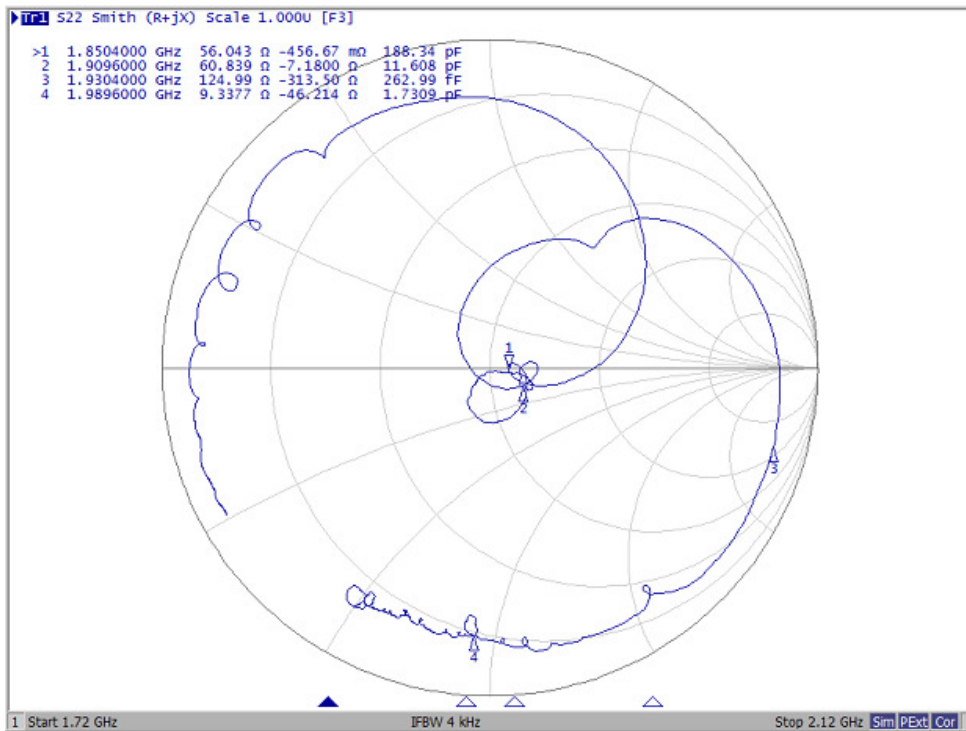 Tr1 S22 Smith (R+jX) Scale 1.000U [F3]
>1 1.8504000 GHz 56.043 Ω -456.67 mΩ 188.34 pF
2 1.9096000 GHz 60.839 Ω -7.1800 Ω 11.608 pF
3 1.9304000 GHz 124.99 Ω -313.50 Ω 262.99 fF
4 1.9896000 GHz 9.3377 Ω -46.214 Ω 1.7309 pF
1
2
3
4
1 Start 1.72 GHz IFBW 4 kHz Stop 2.12 GHz Sim PExt Cor